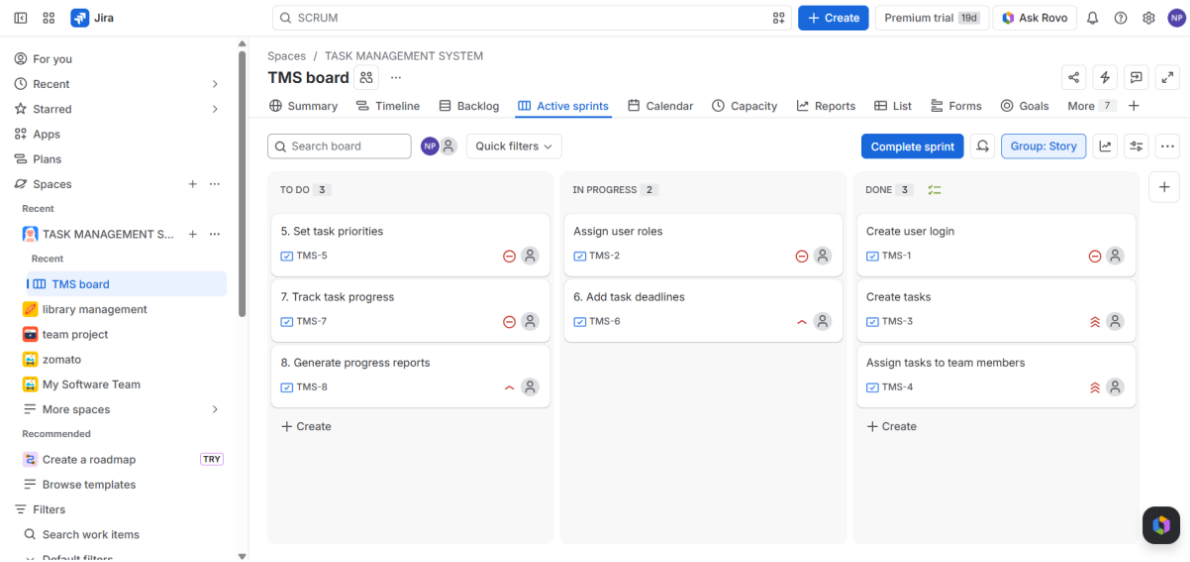 Jira
SCRUM
Create
Premium trial 19d
Ask Rovo
NP
For you
Recent
Starred
Apps
Plans
Spaces
Recent
TASK MANAGEMENT S...
Recent
TMS board
library management
team project
zomato
My Software Team
More spaces
Recommended
Create a roadmap TRY
Browse templates
Filters
Search work items
Default filters
Spaces / TASK MANAGEMENT SYSTEM
TMS board
Summary Timeline Backlog Active sprints Calendar Capacity Reports List Forms Goals More 7
Search board NP Quick filters Complete sprint Group: Story
TO DO 3
5. Set task priorities
TMS-5
7. Track task progress
TMS-7
8. Generate progress reports
TMS-8
Create
IN PROGRESS 2
Assign user roles
TMS-2
6. Add task deadlines
TMS-6
DONE 3
Create user login
TMS-1
Create tasks
TMS-3
Assign tasks to team members
TMS-4
Create